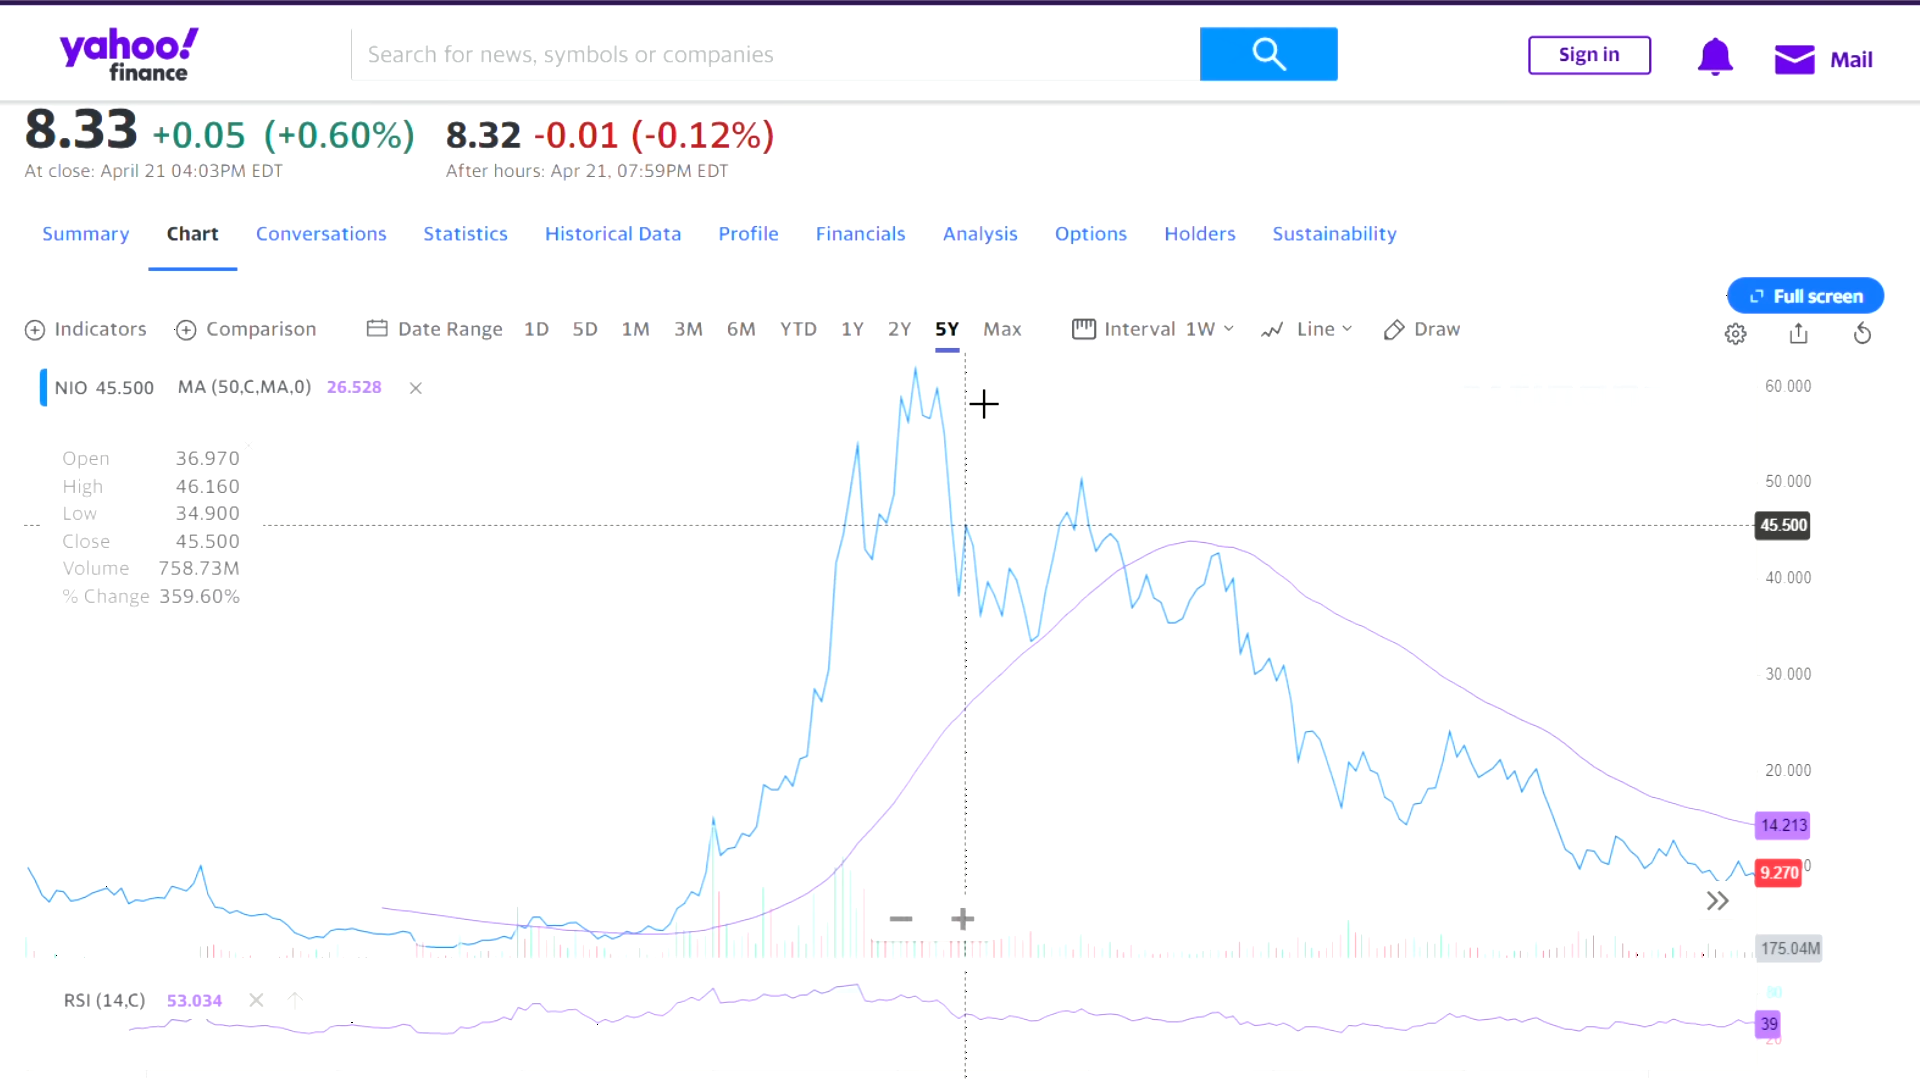 yahoo!
finance
Search for news, symbols or companies
Sign in
Mail
8.33 +0.05 (+0.60%) 8.32 -0.01 (-0.12%)
At close: April 21 04:03PM EDT After hours: Apr 21, 07:59PM EDT
Summary Chart Conversations Statistics Historical Data Profile Financials Analysis Options Holders Sustainability
Full screen
Indicators Comparison Date Range 1D 5D 1M 3M 6M YTD 1Y 2Y 5Y Max Interval 1W Line Draw
NIO 45.500 MA (50,C,MA,0) 26.528
60.000
Open 36.970
High 46.160
50.000
Low 34.900
45.500
Close 45.500
Volume 758.73M
40.000
% Change 359.60%
30.000
20.000
14.213
9.270
175.04M
RSI (14,C) 53.034
80
39
20